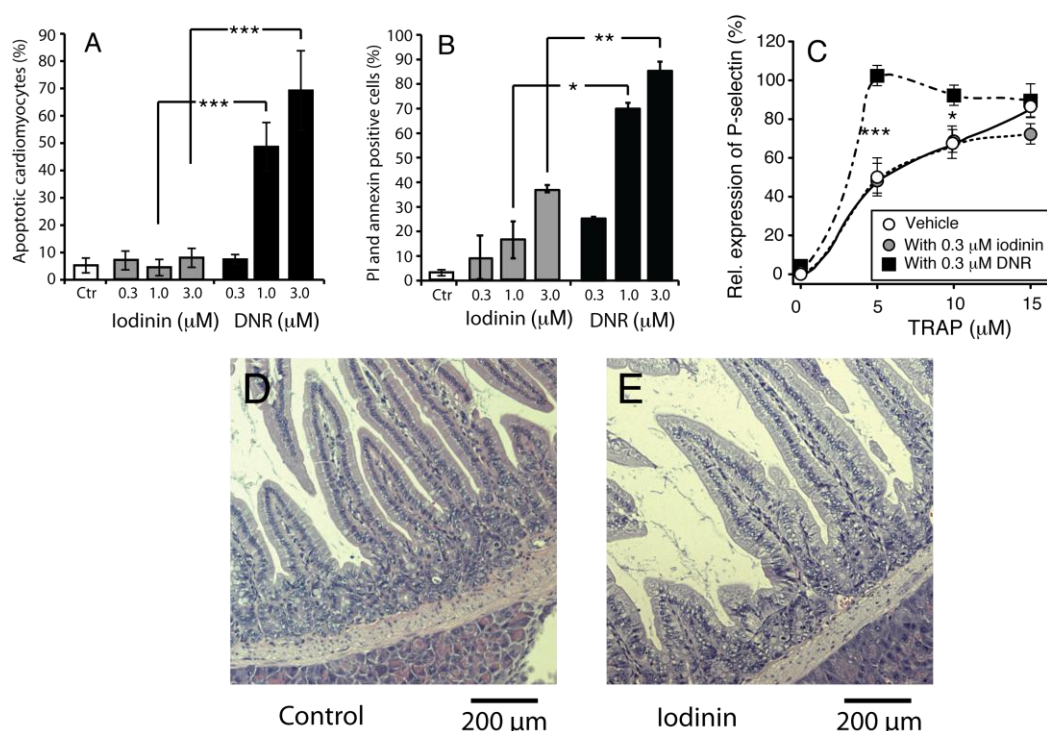 A
Apoptotic cardiomyocytes (%)
90
80
70
60
50
40
30
20
10
0
***
***
Ctr
0.3 1.0 3.0
0.3 1.0 3.0
Iodinin (μM) DNR (μM)
B
PI and annexin positive cells (%)
100
90
80
70
60
50
40
30
20
10
0
**
*
Ctr
0.3 1.0 3.0
0.3 1.0 3.0
Iodinin (μM) DNR (μM)
C
Rel. expression of P-selectin (%)
120
100
80
60
40
20
0
***
*
Vehicle
With 0.3 μM iodinin
With 0.3 μM DNR
0 5 10 15
TRAP (μM)
D
Control
200 μm
E
Iodinin
200 μm